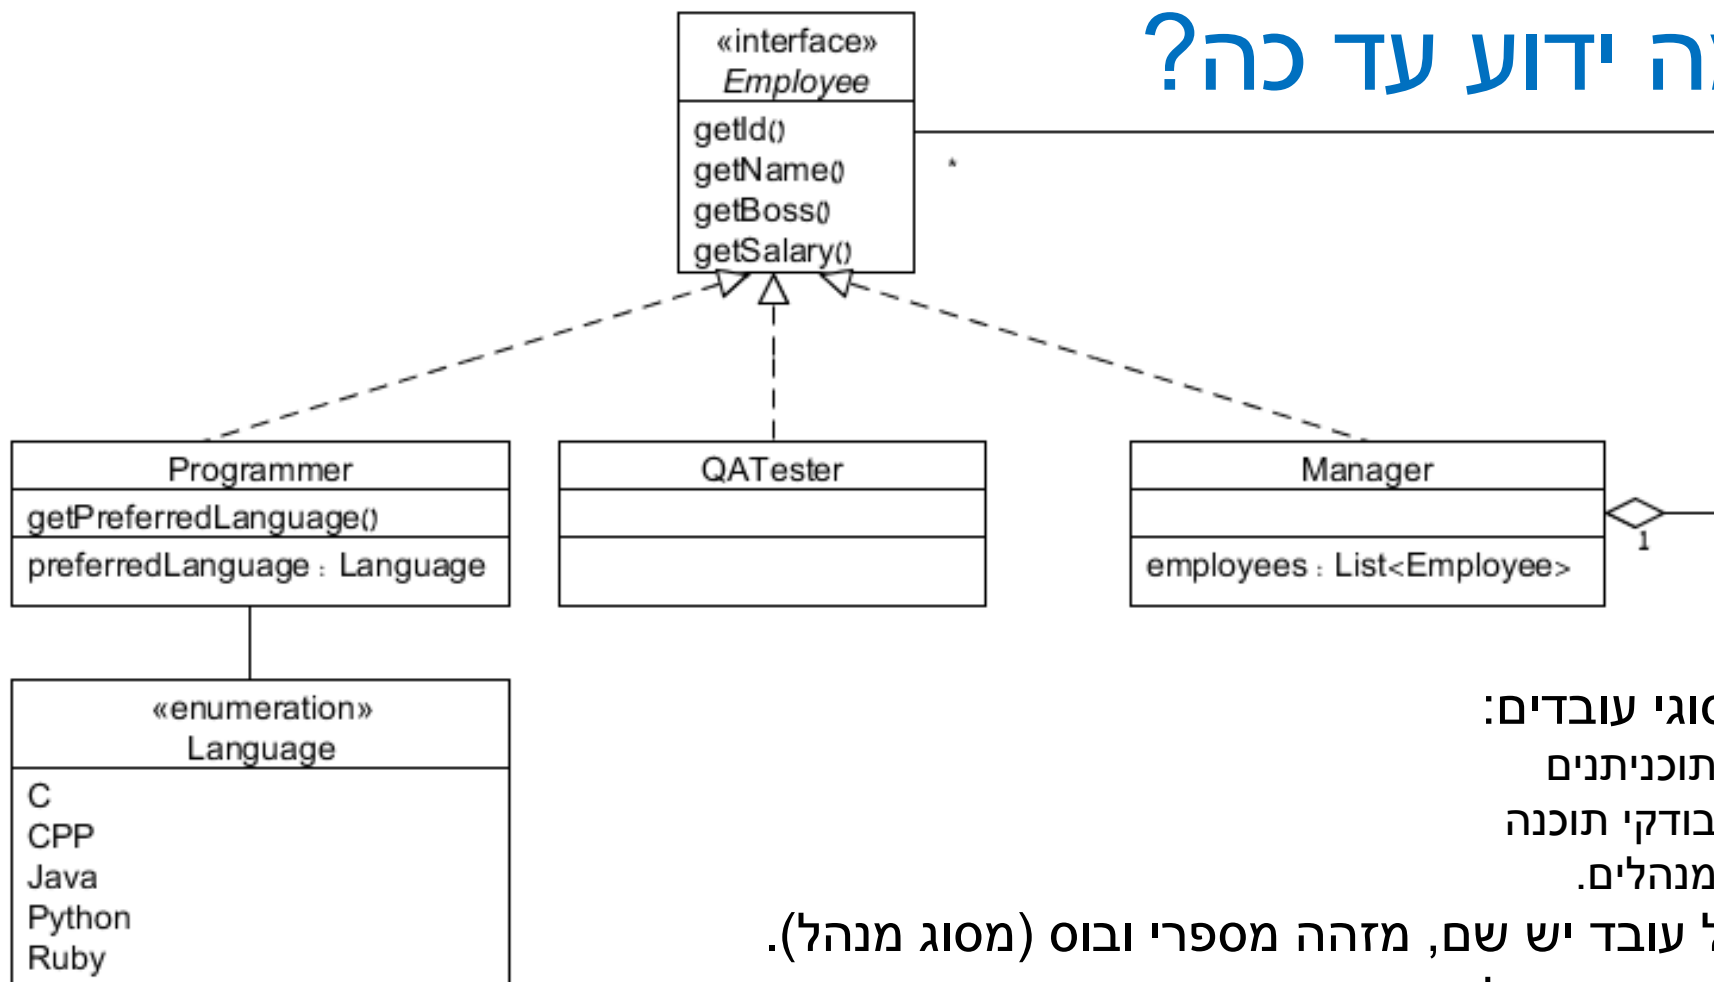 ידוע עד כה?
«interface»
Employee
getId()
getName()
getBoss()
getSalary()
*
Programmer
getPreferredLanguage()
preferredLanguage : Language
QATester
Manager
employees : List<Employee>
1
«enumeration»
Language
C
CPP
Java
Python
Ruby
סוגי עובדים:
תוכניתנים
בודקי תוכנה
מנהלים.
עובד יש שם, מזהה מספרי ובוס (מסוג מנהל).